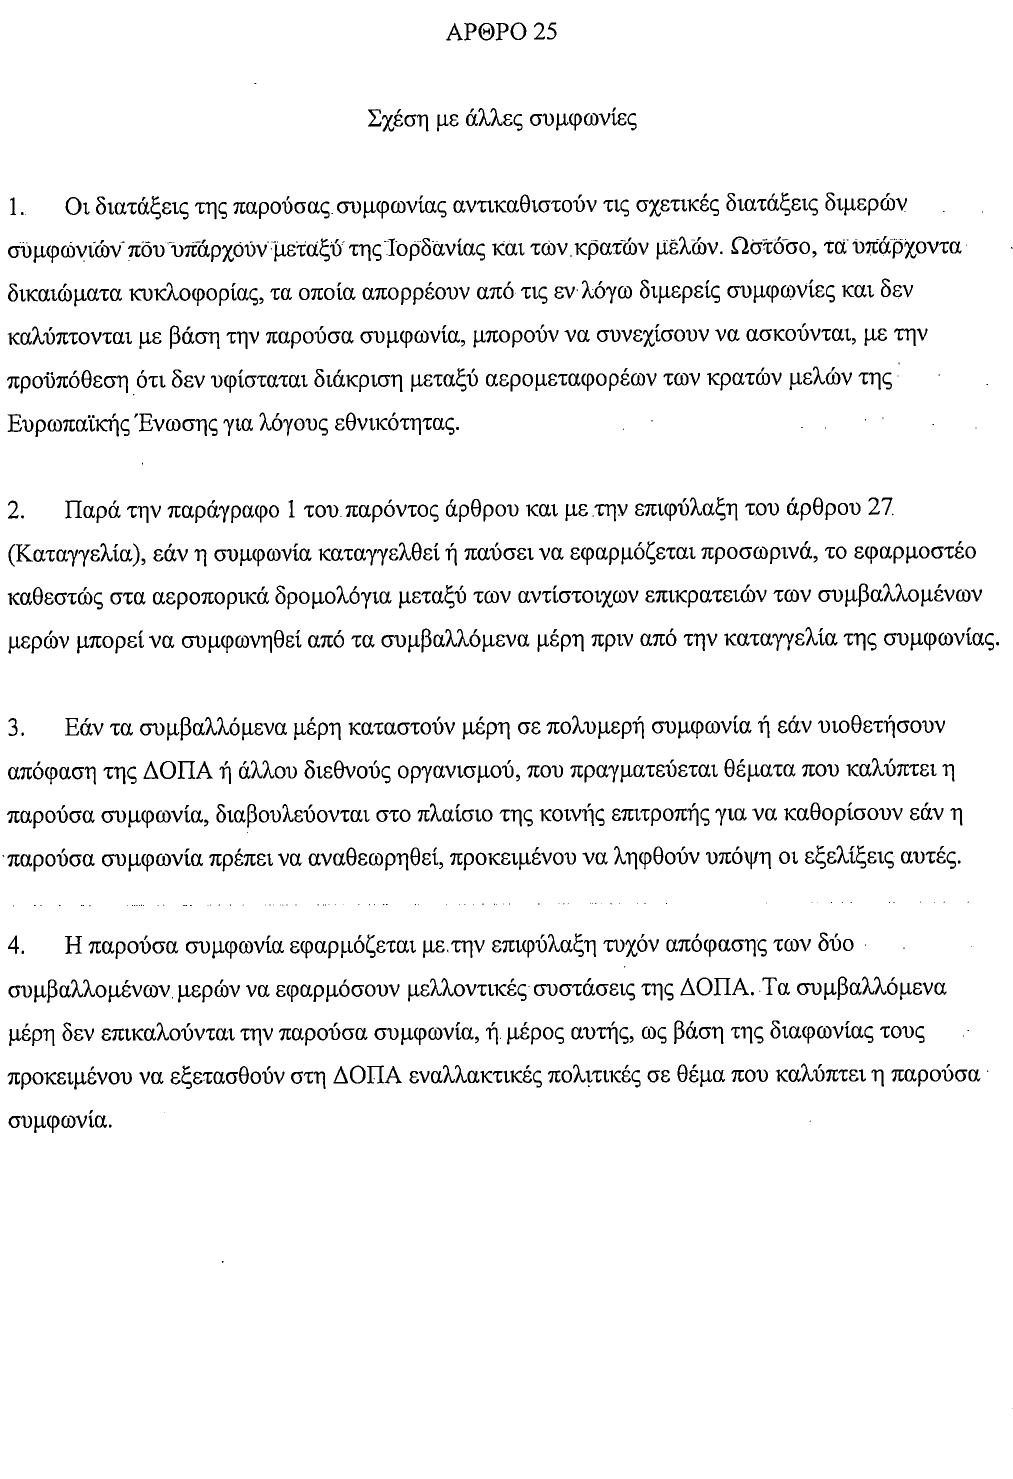 ΑΡΘΡΟ 25
Σχέση με άλλες συμφωνίες
1. Οι διατάξεις της παρούσας συμφωνίας αντικαθιστούν τις σχετικές διατάξεις διμερών
συμφωνιών που υπάρχουν μεταξύ της Ιορδανίας και των κρατών μελών. Ωστόσο, τα υπάρχοντα
δικαιώματα κυκλοφορίας, τα οποία απορρέουν από τις εν λόγω διμερείς συμφωνίες και δεν
καλύπτονται με βάση την παρούσα συμφωνία, μπορούν να συνεχίσουν να ασκούνται, με την
προϋπόθεση ότι δεν υφίσταται διάκριση μεταξύ αερομεταφορέων των κρατών μελών της
Ευρωπαϊκής Ένωσης για λόγους εθνικότητας.
2. Παρά την παράγραφο 1 του παρόντος άρθρου και με την επιφύλαξη του άρθρου 27
(Καταγγελία), εάν η συμφωνία καταγγελθεί ή παύσει να εφαρμόζεται προσωρινά, το εφαρμοστέο
καθεστώς στα αεροπορικά δρομολόγια μεταξύ των αντίστοιχων επικρατειών των συμβαλλομένων
μερών μπορεί να συμφωνηθεί από τα συμβαλλόμενα μέρη πριν από την καταγγελία της συμφωνίας.
3. Εάν τα συμβαλλόμενα μέρη καταστούν μέρη σε πολυμερή συμφωνία ή εάν υιοθετήσουν
απόφαση της ΔΟΠΑ ή άλλου διεθνούς οργανισμού, που πραγματεύεται θέματα που καλύπτει η
παρούσα συμφωνία, διαβουλεύονται στο πλαίσιο της κοινής επιτροπής για να καθορίσουν εάν η
παρούσα συμφωνία πρέπει να αναθεωρηθεί, προκειμένου να ληφθούν υπόψη οι εξελίξεις αυτές.
4. Η παρούσα συμφωνία εφαρμόζεται με την επιφύλαξη τυχόν απόφασης των δύο
συμβαλλομένων μερών να εφαρμόσουν μελλοντικές συστάσεις της ΔΟΠΑ. Τα συμβαλλόμενα
μέρη δεν επικαλούνται την παρούσα συμφωνία, ή μέρος αυτής, ως βάση της διαφωνίας τους
προκειμένου να εξετασθούν στη ΔΟΠΑ εναλλακτικές πολιτικές σε θέμα που καλύπτει η παρούσα
συμφωνία.